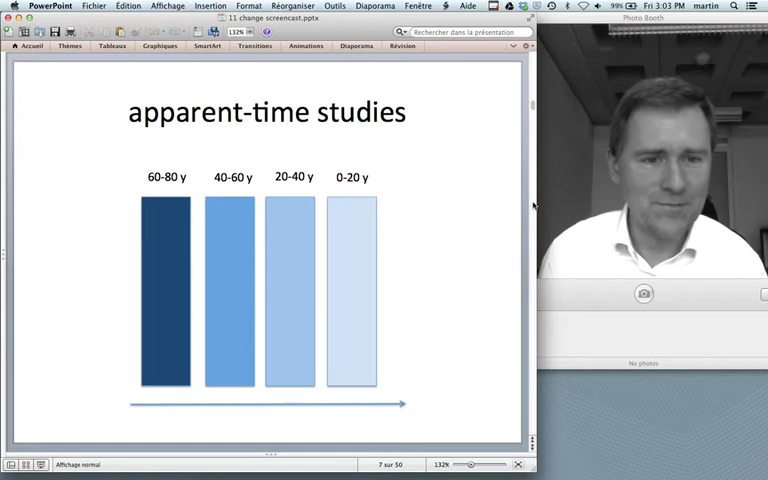 PowerPoint Fichier Édition Affichage Insertion Format Réorganiser Outils Diaporama Fenêtre Aide 99% Fri 3:03 PM martin
11 change screencast.pptx
132% Rechercher dans la présentation
Accueil Thèmes Tableaux Graphiques SmartArt Transitions Animations Diaporama Révision
Photo Booth
apparent-time studies
60-80 y 40-60 y 20-40 y 0-20 y
No photos
Affichage normal 7 sur 50 132%